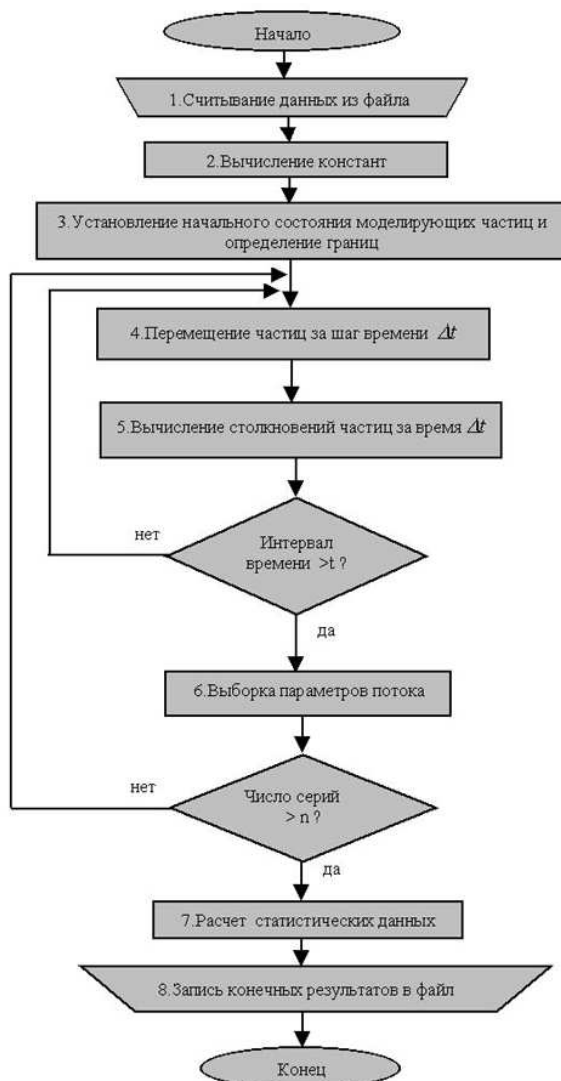 Начало
1.Считывание данных из файла
2.Вычисление констант
3.Установление начального состояния моделирующих частиц и
определение границ
4.Перемещение частиц за шаг времени Δt
5.Вычисление столкновений частиц за время Δt
нет
Интервал
времени >t ?
да
6.Выборка параметров потока
нет
Число серий
> n ?
да
7.Расчет статистических данных
8.Запись конечных результатов в файл
Конец